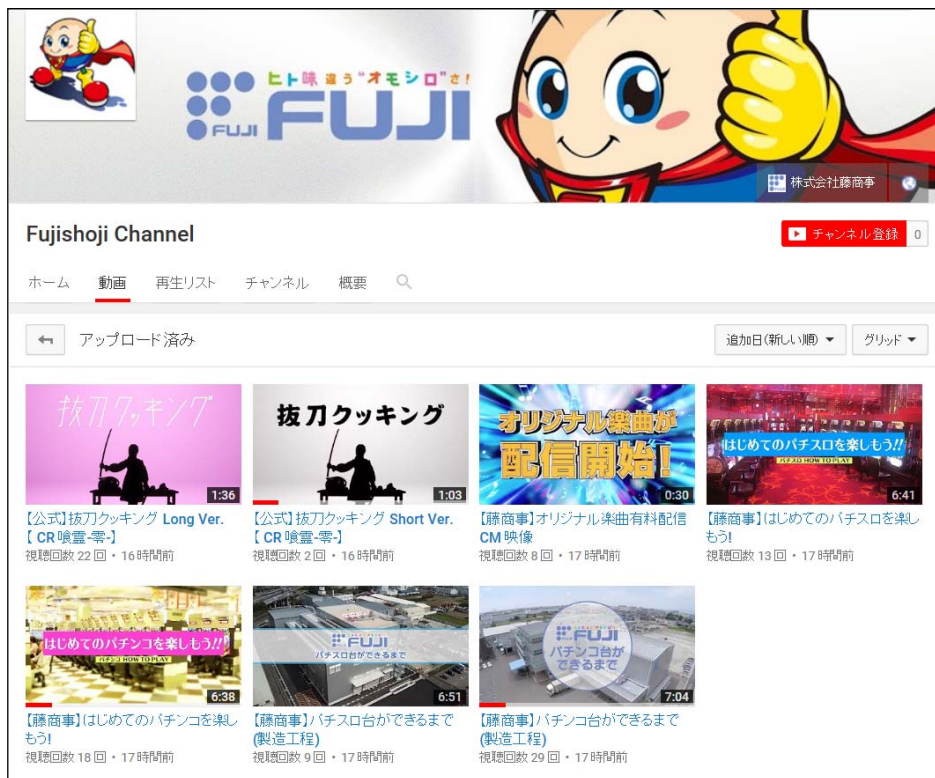 ヒト味違う"オモシロ"さ!
FUJI FUJI
株式会社藤商事
Fujishoji Channel
チャンネル登録 0
ホーム 動画 再生リスト チャンネル 概要
アップロード済み
追加日(新しい順) グリッド
抜刀クッキング
1:36
【公式】抜刀クッキング Long Ver.
【 CR 喰霊-零-】
視聴回数 22 回・16 時間前
抜刀クッキング
1:03
【公式】抜刀クッキング Short Ver.
【 CR 喰霊-零-】
視聴回数 2 回・16 時間前
オリジナル楽曲が
配信開始!
0:30
【藤商事】オリジナル楽曲有料配信
CM 映像
視聴回数 8 回・17 時間前
はじめてのパチスロを楽しもう!!
パチスロ HOW TO PLAY
6:41
【藤商事】はじめてのパチスロを楽し
もう!
視聴回数 13 回・17 時間前
はじめてのパチンコを楽しもう!!
パチンコ HOW TO PLAY
6:38
【藤商事】はじめてのパチンコを楽し
もう!
視聴回数 18 回・17 時間前
FUJI
パチスロ台ができるまで
6:51
【藤商事】パチスロ台ができるまで
(製造工程)
視聴回数 9 回・17 時間前
FUJI
パチンコ台が
できるまで
7:04
【藤商事】パチンコ台ができるまで
(製造工程)
視聴回数 29 回・17 時間前